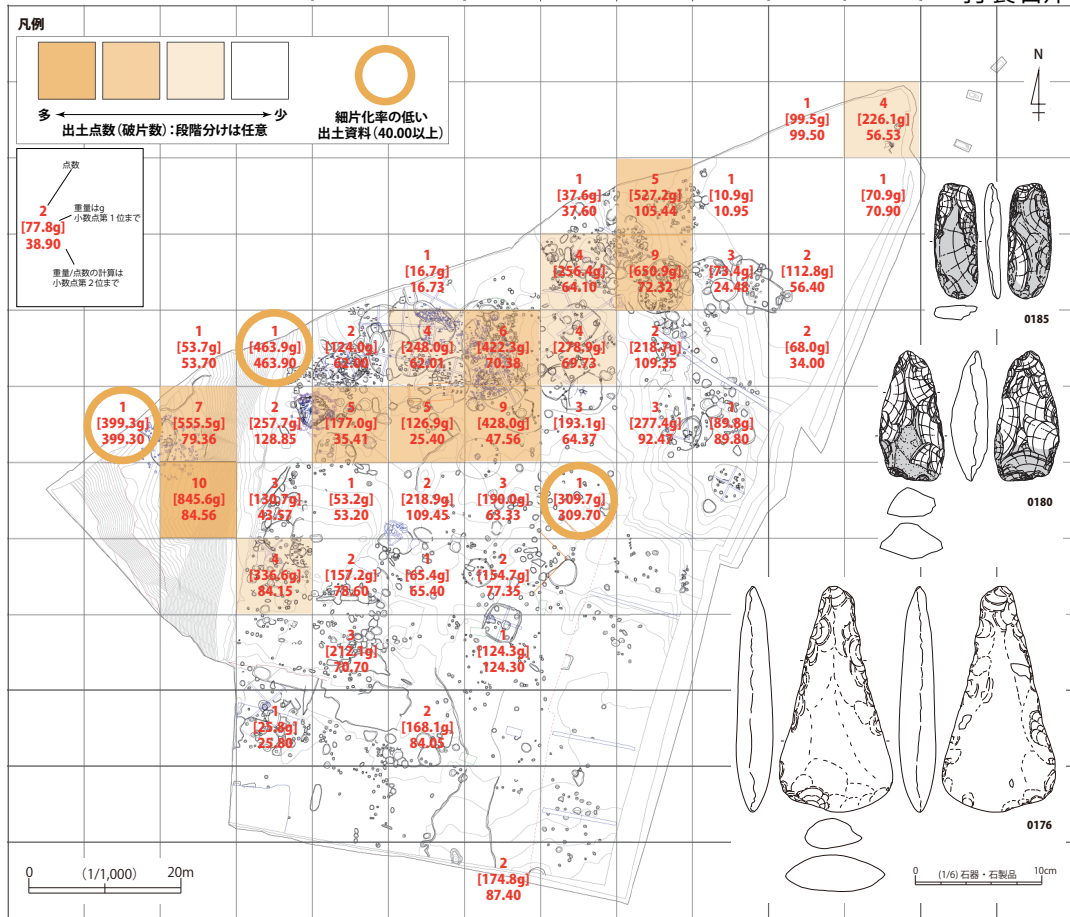 凡例
多 少
出土点数(破片数):段階分けは任意
細片化率の低い
出土資料(40.00以上)
点数
2
[77.8g]
38.90
重量はg
小数点第1位まで
重量/点数の計算は
小数点第2位まで
N
1
[99.5g]
99.50
4
[226.1g]
56.53
1
[37.6g]
37.60
5
[527.2g]
105.44
1
[10.9g]
10.95
1
[70.9g]
70.90
1
[16.7g]
16.73
4
[256.4g]
64.10
9
[650.9g]
72.32
3
[73.4g]
24.48
2
[112.8g]
56.40
1
[53.7g]
53.70
1
[463.9g]
463.90
2
[124.0g]
62.00
4
[248.0g]
62.01
6
[422.3g]
70.38
4
[278.9g]
69.73
2
[218.7g]
109.35
2
[68.0g]
34.00
1
[399.3g]
399.30
7
[555.5g]
79.36
2
[257.7g]
128.85
5
[177.0g]
35.41
5
[126.9g]
25.40
9
[428.0g]
47.56
3
[193.1g]
64.37
3
[277.4g]
92.47
1
[89.8g]
89.80
10
[845.6g]
84.56
3
[130.7g]
43.57
1
[53.2g]
53.20
2
[218.9g]
109.45
3
[190.0g]
63.33
1
[309.7g]
309.70
4
[336.6g]
84.15
2
[157.2g]
78.60
1
[65.4g]
65.40
2
[154.7g]
77.35
3
[212.1g]
70.70
1
[124.3g]
124.30
1
[25.8g]
25.80
2
[168.1g]
84.05
2
[174.8g]
87.40
0185
0180
0176
0 (1/1,000) 20m
0 (1/6) 石器・石製品 10cm